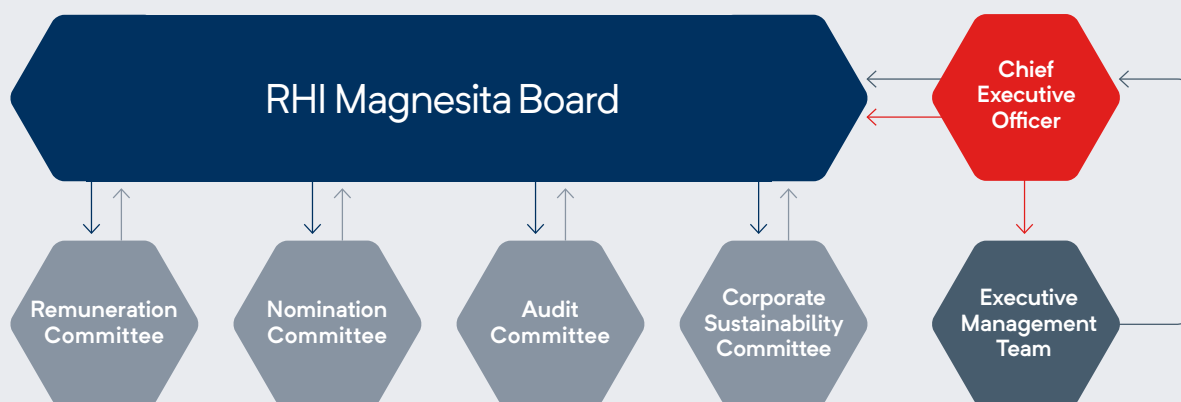 RHI Magnesita Board
Chief
Executive
Officer
Remuneration
Committee
Nomination
Committee
Audit
Committee
Corporate
Sustainability
Committee
Executive
Management
Team